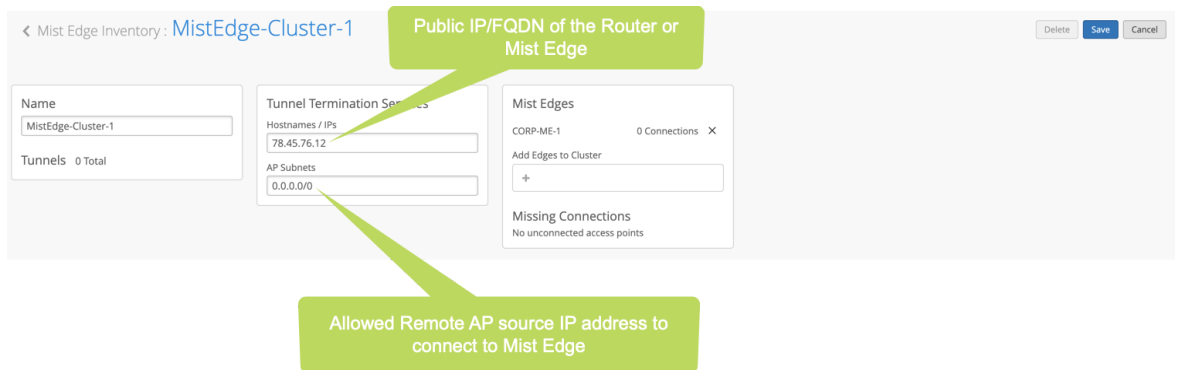 Mist Edge Inventory : MistEdge-Cluster-1
Public IP/FQDN of the Router or
Mist Edge
Delete
Save
Cancel
Name
MistEdge-Cluster-1
Tunnels 0 Total
Tunnel Termination Services
Hostnames / IPs
78.45.76.12
AP Subnets
0.0.0.0/0
Mist Edges
CORP-ME-1 0 Connections ×
Add Edges to Cluster
+
Missing Connections
No unconnected access points
Allowed Remote AP source IP address to
connect to Mist Edge